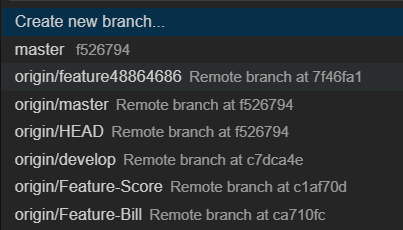 Create new branch...
master f526794
origin/feature48864686 Remote branch at 7f46fa1
origin/master Remote branch at f526794
origin/HEAD Remote branch at f526794
origin/develop Remote branch at c7dca4e
origin/Feature-Score Remote branch at c1af70d
origin/Feature-Bill Remote branch at ca710fc